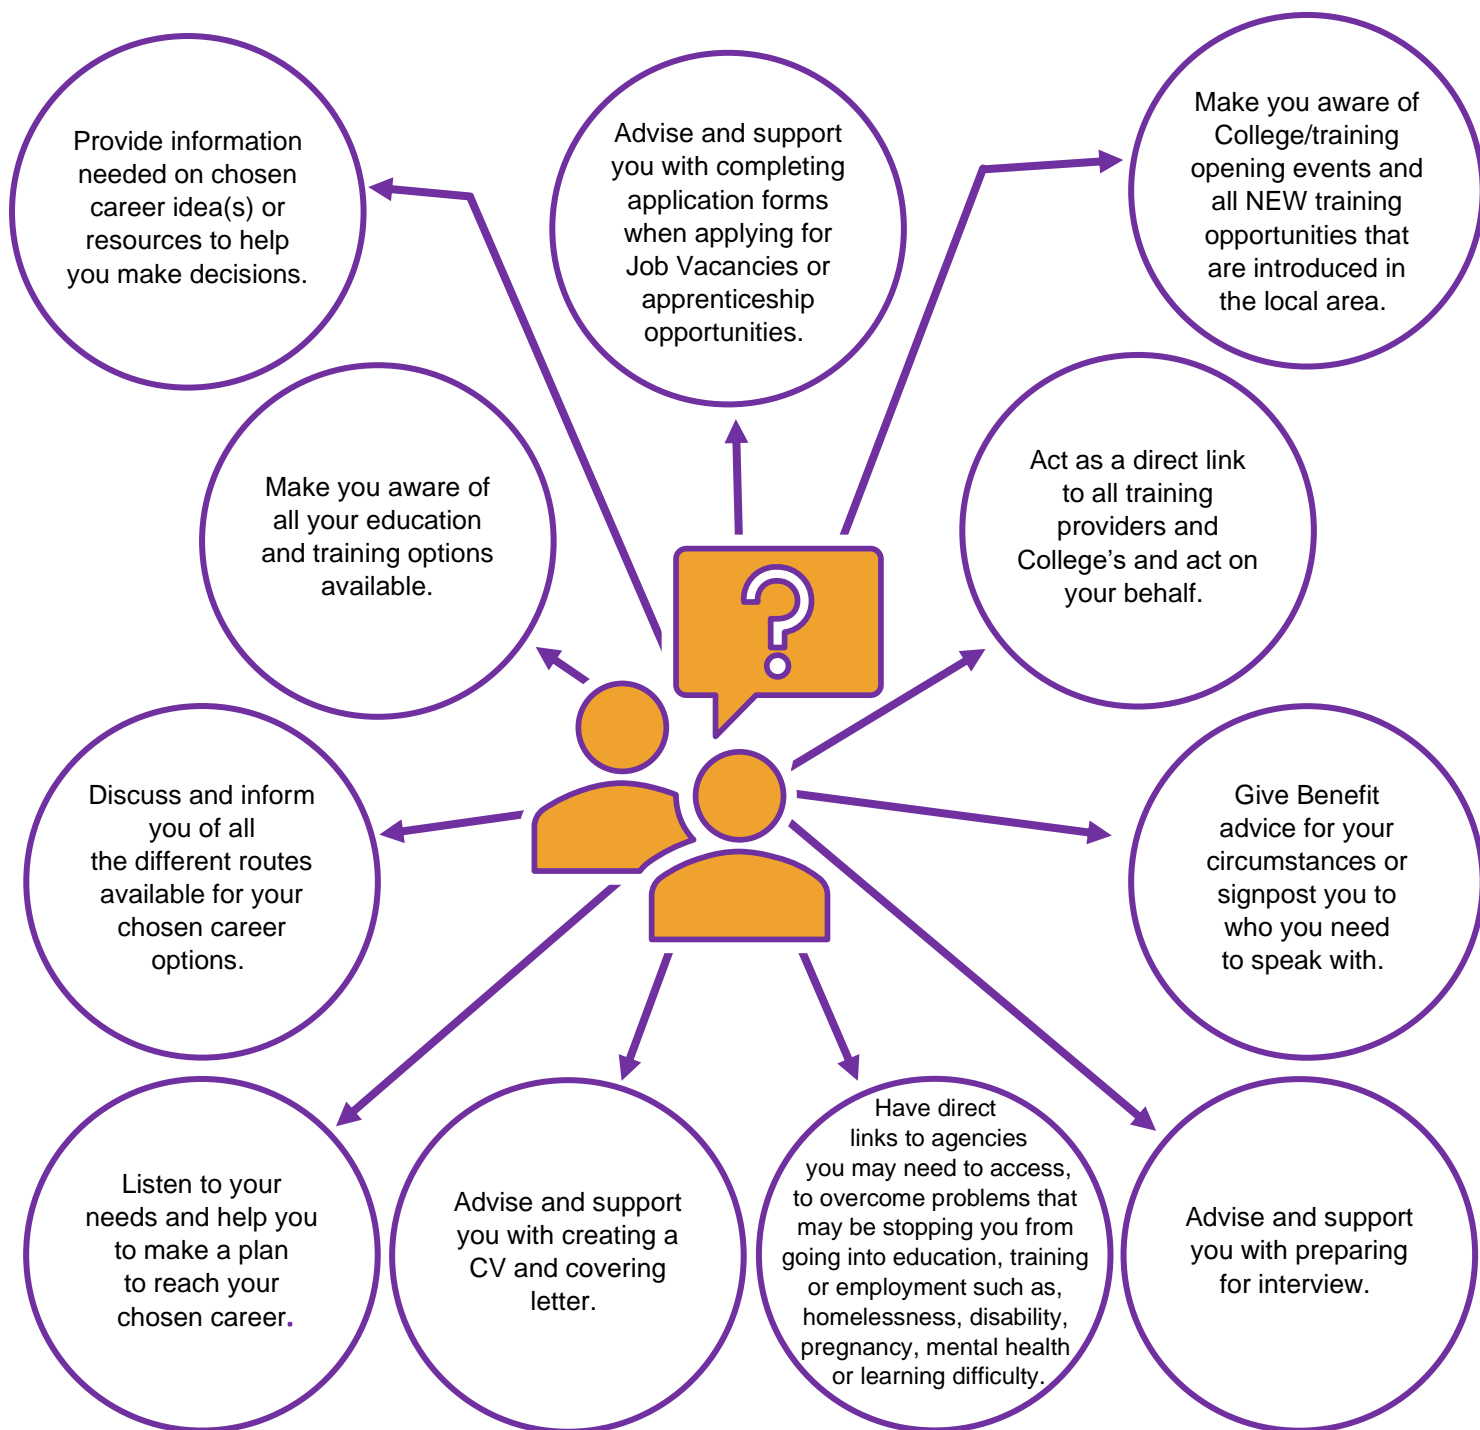 Provide information
needed on chosen
career idea(s) or
resources to help
you make decisions.
Advise and support
you with completing
application forms
when applying for
Job Vacancies or
apprenticeship
opportunities.
Make you aware of
College/training
opening events and
all NEW training
opportunities that
are introduced in
the local area.
Make you aware of
all your education
and training options
available.
?
Act as a direct link
to all training
providers and
College’s and act on
your behalf.
Discuss and inform
you of all
the different routes
available for your
chosen career
options.
Give Benefit
advice for your
circumstances or
signpost you to
who you need
to speak with.
Listen to your
needs and help you
to make a plan
to reach your
chosen career.
Advise and support
you with creating a
CV and covering
letter.
Have direct
links to agencies
you may need to access,
to overcome problems that
may be stopping you from
going into education, training
or employment such as,
homelessness, disability,
pregnancy, mental health
or learning difficulty.
Advise and support
you with preparing
for interview.